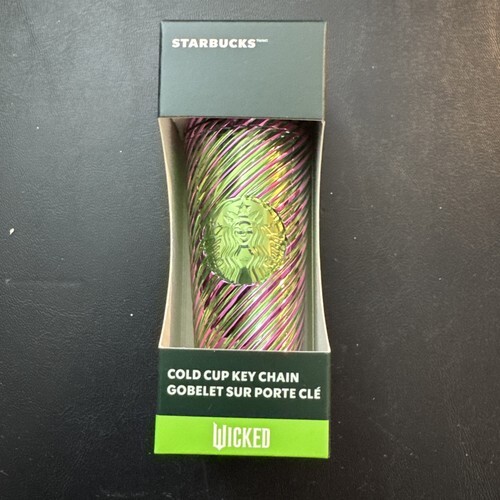 STARBUCKS
COLD CUP KEY CHAIN
GOBELET SUR PORTE CLÉ
WICKED